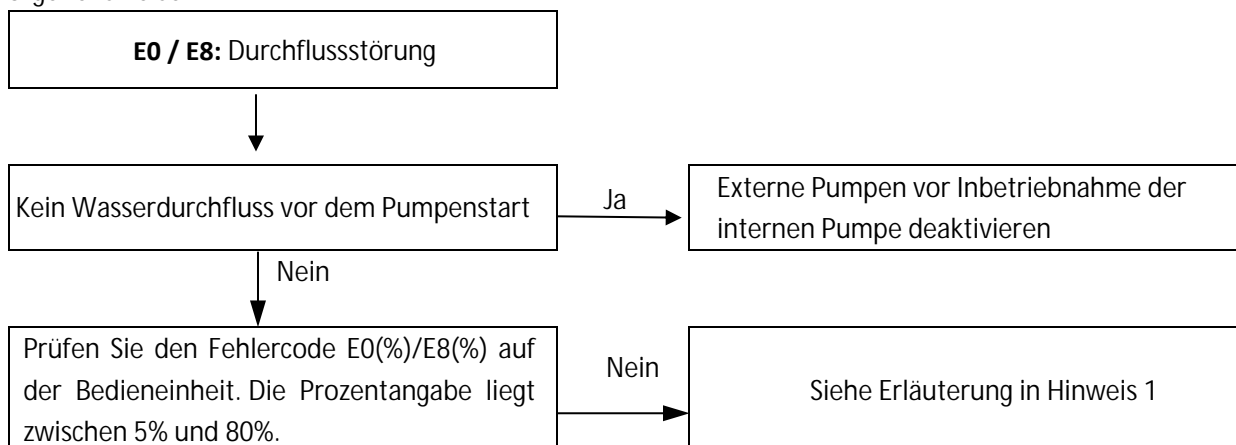 E0 / E8: Durchflussstörung
Kein Wasserdurchfluss vor dem Pumpenstart
Ja
Externe Pumpen vor Inbetriebnahme der
internen Pumpe deaktivieren
Nein
Prüfen Sie den Fehlercode E0(%)/E8(%) auf
der Bedieneinheit. Die Prozentangabe liegt
zwischen 5% und 80%.
Nein
Siehe Erläuterung in Hinweis 1